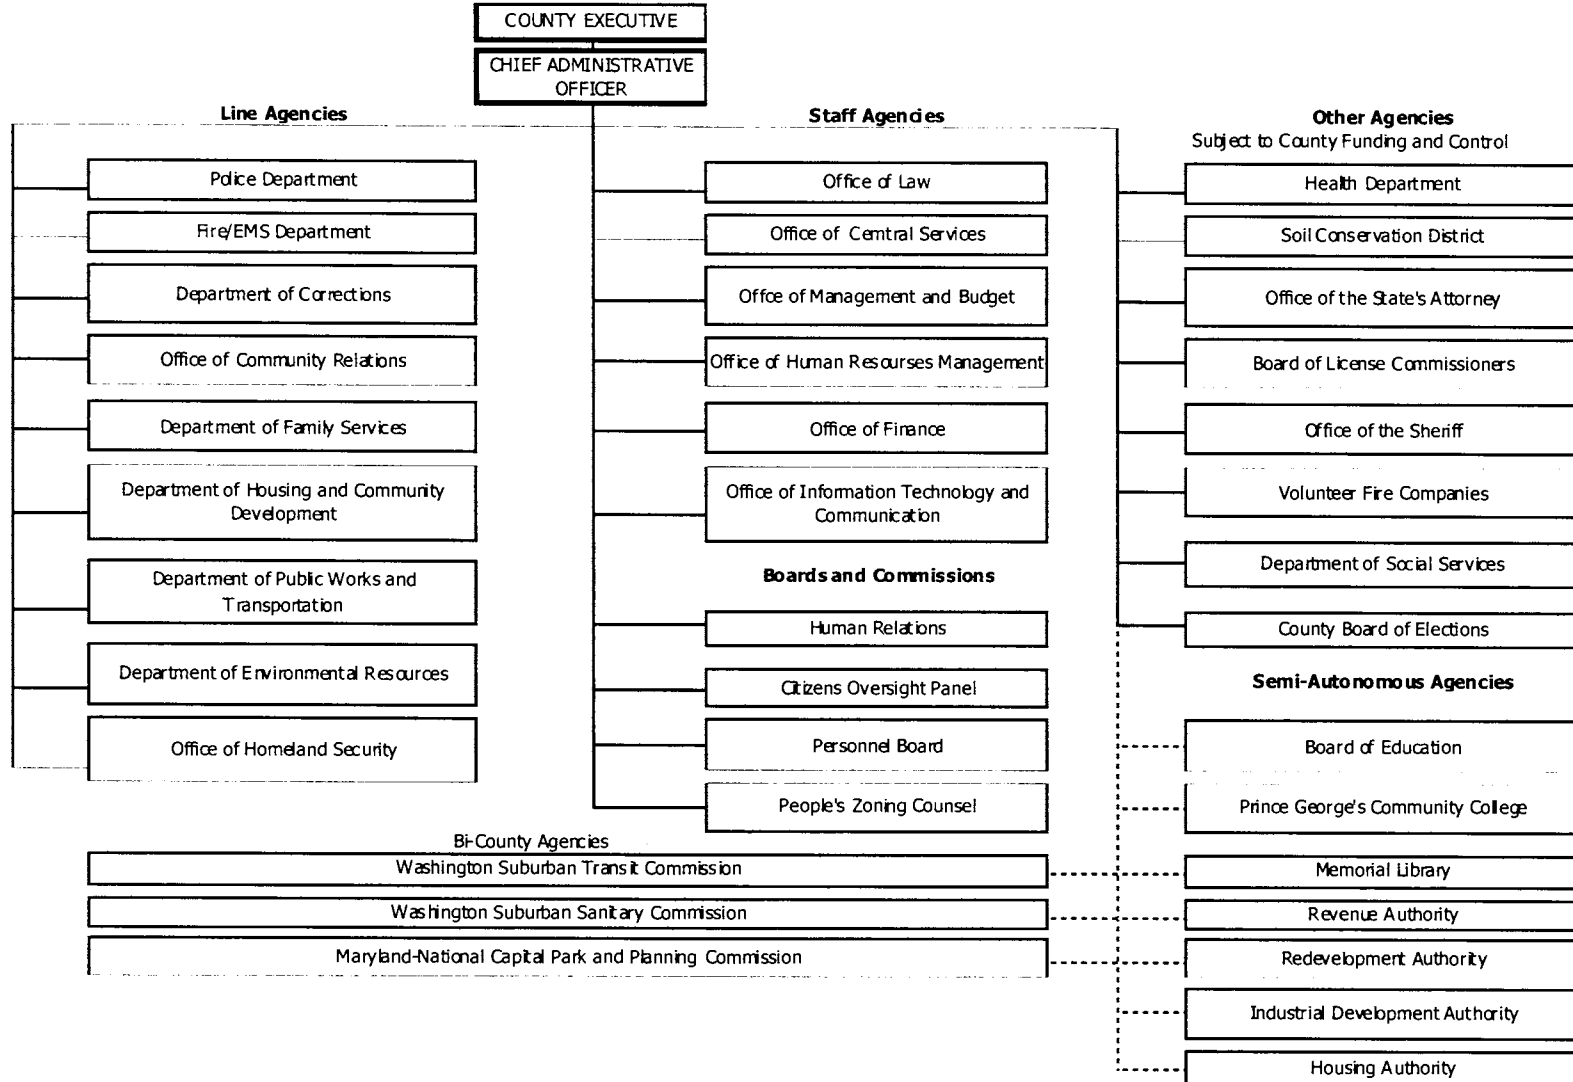 COUNTY EXECUTIVE
CHIEF ADMINISTRATIVE
OFFICER
Line Agencies
Police Department
Fire/EMS Department
Department of Corrections
Office of Community Relations
Department of Family Services
Department of Housing and Community
Development
Department of Public Works and
Transportation
Department of Environmental Resources
Office of Homeland Security
Staff Agencies
Office of Law
Office of Central Services
Offce of Management and Budget
Office of Human Resourses Management
Office of Finance
Office of Information Technology and
Communication
Boards and Commissions
Human Relations
Citizens Oversight Panel
Personnel Board
People's Zoning Counsel
Other Agencies
Subject to County Funding and Control
Health Department
Soil Conservation District
Office of the State's Attorney
Board of License Commissioners
Office of the Sheriff
Volunteer Fire Companies
Department of Social Services
County Board of Elections
Semi-Autonomous Agencies
Board of Education
Prince George's Community College
Memorial Library
Revenue Authority
Redevelopment Authority
Industrial Development Authority
Housing Authority
Bi-County Agencies
Washington Suburban Transit Commission
Washington Suburban Sanitary Commission
Maryland-National Capital Park and Planning Commission